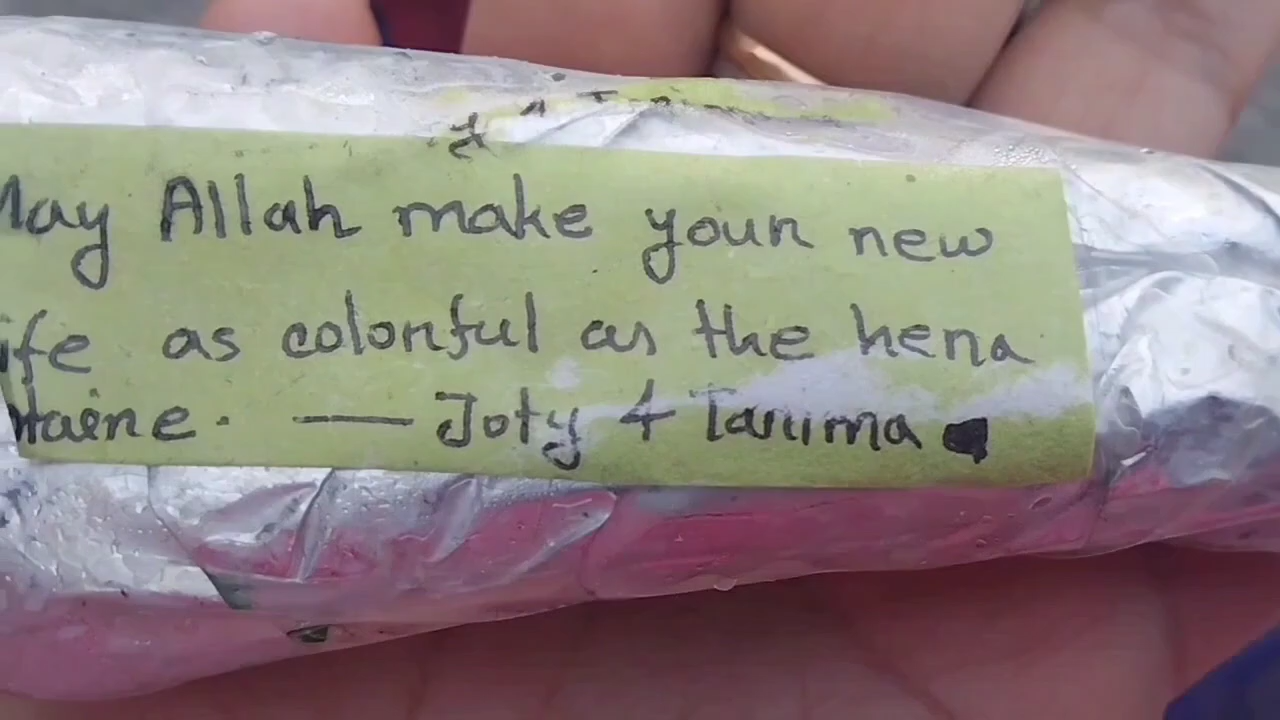 May Allah make your new
life as colorful as the hena
staine. — Joty & Tanima